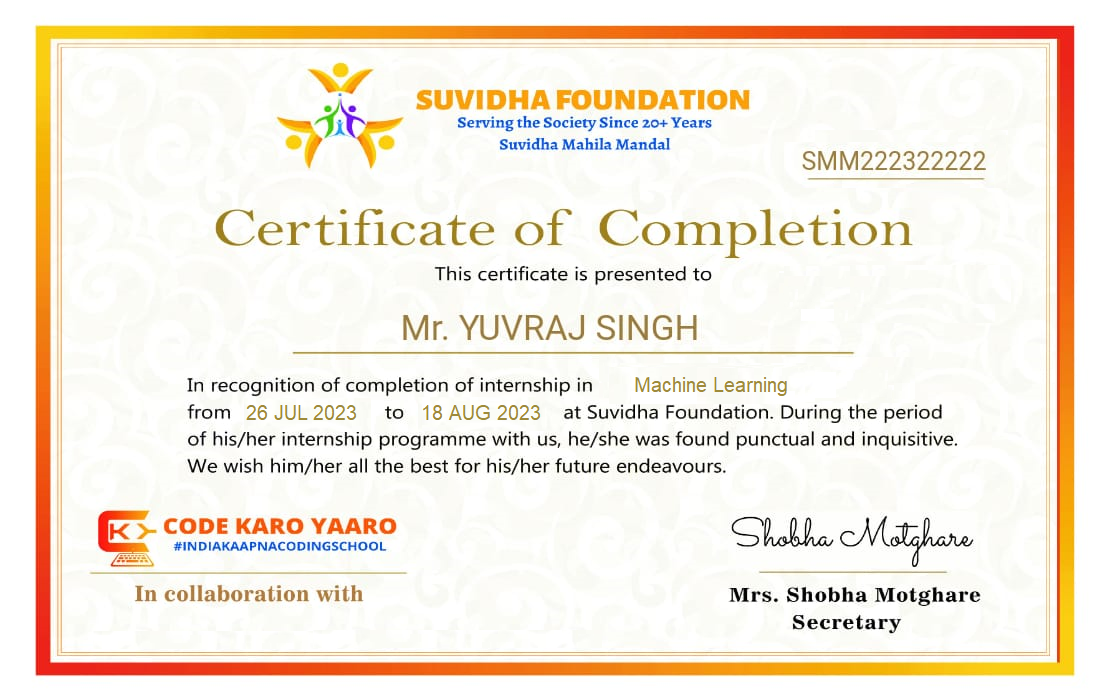 SUVIDHA FOUNDATION
Serving the Society Since 20+ Years
Suvidha Mahila Mandal
SMM222322222
Certificate of Completion
This certificate is presented to
Mr. YUVRAJ SINGH
In recognition of completion of internship in Machine Learning
from 26 JUL 2023 to 18 AUG 2023 at Suvidha Foundation. During the period
of his/her internship programme with us, he/she was found punctual and inquisitive.
We wish him/her all the best for his/her future endeavours.
CK
CODE KARO YAARO
#INDIKAAPNACODINGSCHOOL
In collaboration with
Shobha Motghare
Mrs. Shobha Motghare
Secretary